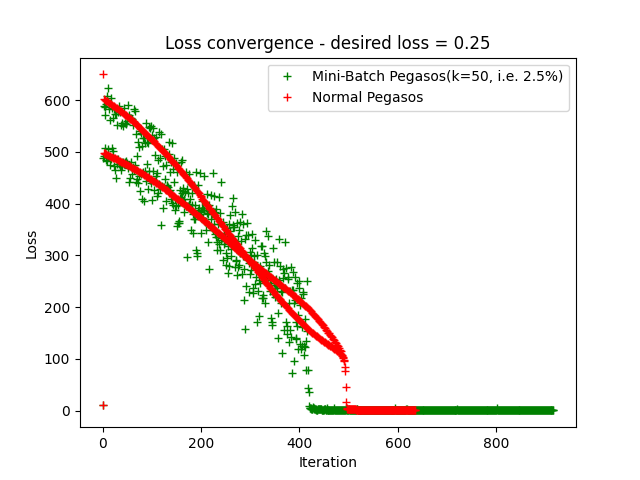 Loss convergence - desired loss = 0.25
Mini-Batch Pegasos(k=50, i.e. 2.5%)
Normal Pegasos
Loss
600
500
400
300
200
100
0
0 200 400 600 800
Iteration